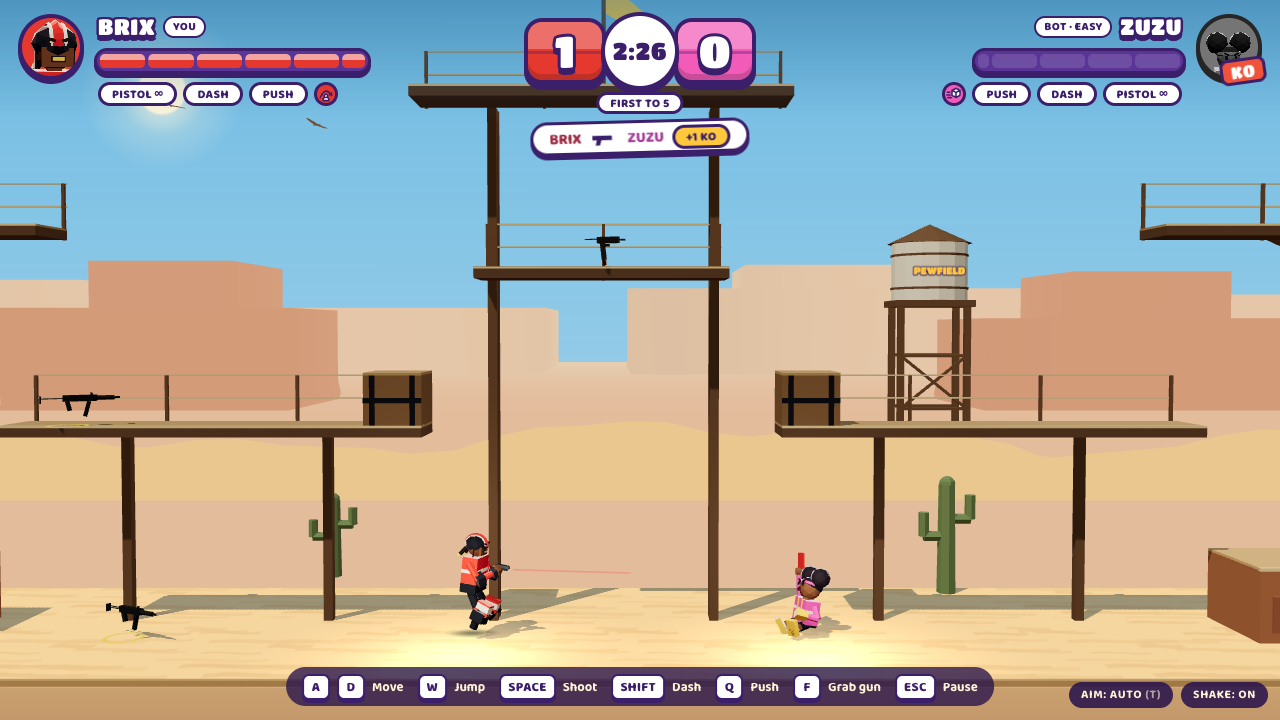 BRIX YOU
PISTOL ∞ DASH PUSH
1 2:26 0
FIRST TO 5
BRIX ZUZU +1 KO
BOT · EASY ZUZU
KO
PUSH DASH PISTOL ∞
PEWFIELD
A D Move W Jump SPACE Shoot SHIFT Dash Q Push F Grab gun ESC Pause
AIM: AUTO (T) SHAKE: ON